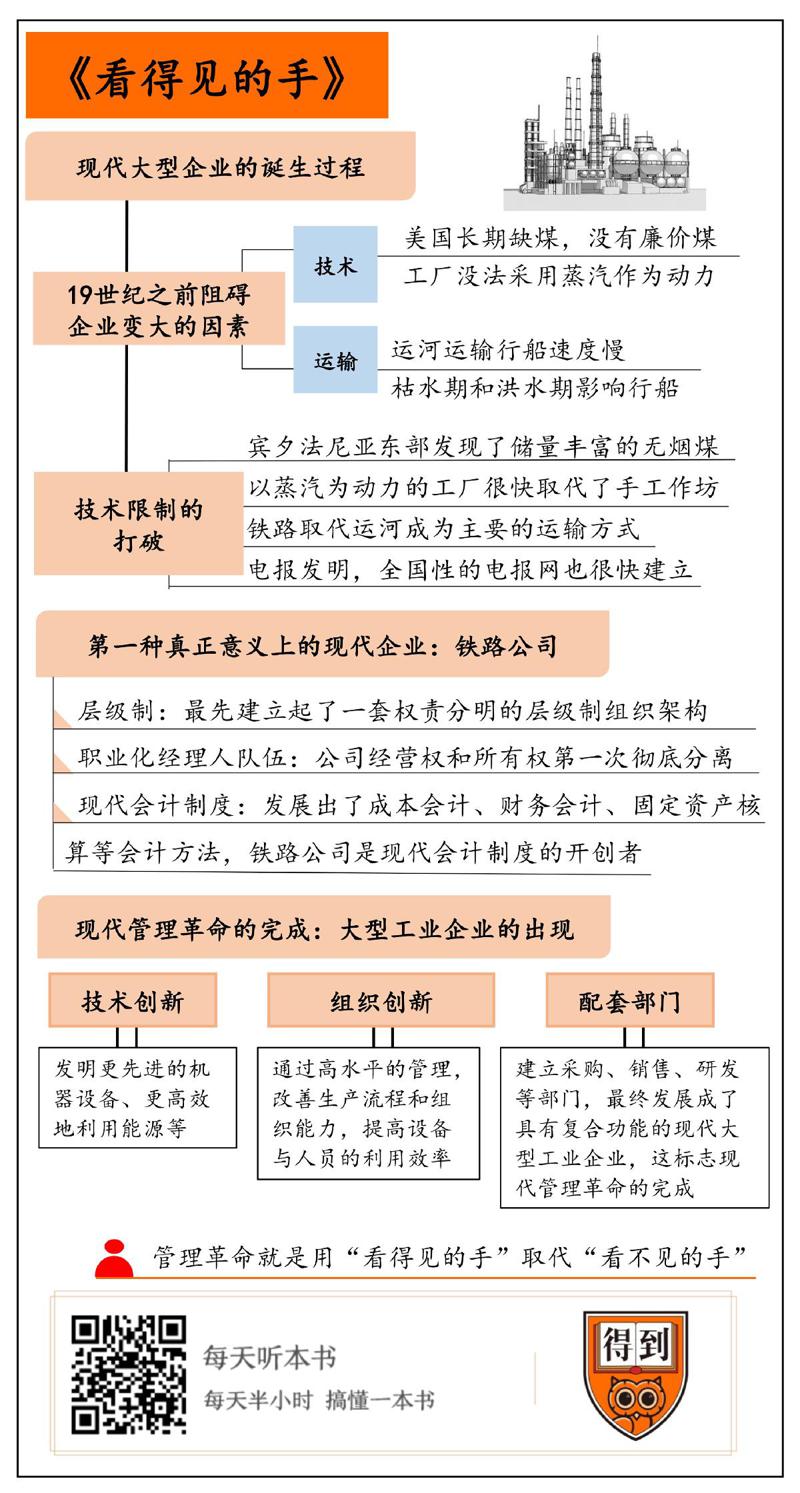 《看得见的手》
现代大型企业的诞生过程
19世纪之前阻碍
企业变大的因素
技术
美国长期缺煤，没有廉价煤
工厂没法采用蒸汽作为动力
运输
运河运输行船速度慢
枯水期和洪水期影响行船
技术限制的
打破
宾夕法尼亚东部发现了储量丰富的无烟煤
以蒸汽为动力的工厂很快取代了手工作坊
铁路取代运河成为主要的运输方式
电报发明，全国性的电报网也很快建立
第一种真正意义上的现代企业：铁路公司
层级制：最先建立起了一套权责分明的层级制组织架构
职业化经理人队伍：公司经营权和所有权第一次彻底分离
现代会计制度：发展出了成本会计、财务会计、固定资产核
算等会计方法，铁路公司是现代会计制度的开创者
现代管理革命的完成：大型工业企业的出现
技术创新
发明更先进的机
器设备、更高效
地利用能源等
组织创新
通过高水平的管理，
改善生产流程和组
织能力，提高设备
与人员的利用效率
配套部门
建立采购、销售、研发
等部门，最终发展成了
具有复合功能的现代大
型工业企业，这标志现
代管理革命的完成
管理革命就是用“看得见的手”取代“看不见的手”
每天听本书
每天半小时 搞懂一本书
得到